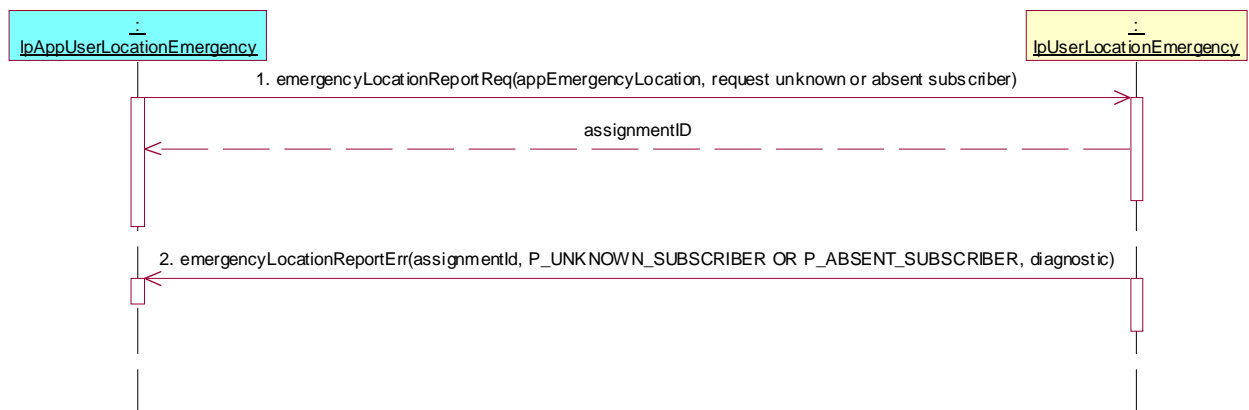 :
IpAppUserLocationEmergency
:
IpUserLocationEmergency
1. emergencyLocationReportReq(appEmergencyLocation, request unknown or absent subscriber)
assignmentID
2. emergencyLocationReportErr(assignmentId, P_UNKNOWN_SUBSCRIBER OR P_ABSENT_SUBSCRIBER, diagnostic)